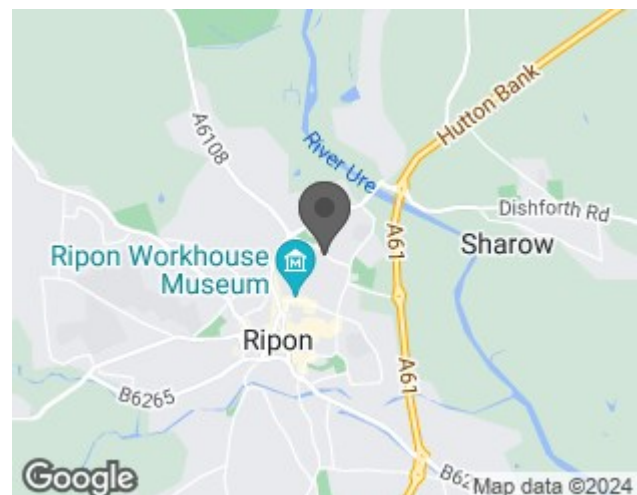 A6108
Hutton Bank
River Ure
Dishforth Rd
A61
Sharow
Ripon Workhouse
Museum
Ripon
A61
B6265
Google
Map data ©2024